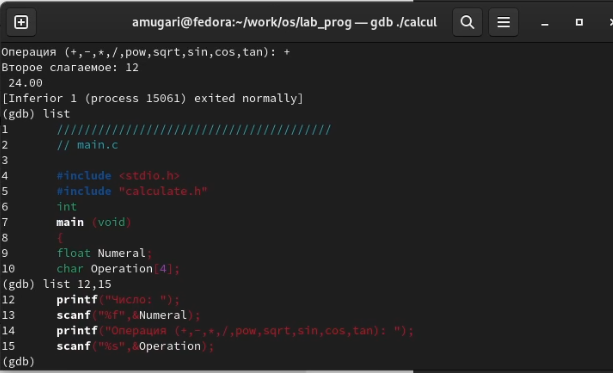 amugari@fedora:~/work/os/lab_prog — gdb ./calcul
Операция (+,-,*,/,pow,sqrt,sin,cos,tan): +
Второе слагаемое: 12
 24.00
[Inferior 1 (process 15061) exited normally]
(gdb) list
1       ////////////////////////////////////////
2       // main.c
3
4       #include <stdio.h>
5       #include "calculate.h"
6       int
7       main (void)
8       {
9       float Numeral;
10      char Operation[4];
(gdb) list 12,15
12      printf("Число: ");
13      scanf("%f",&Numeral);
14      printf("Операция (+,-,*,/,pow,sqrt,sin,cos,tan): ");
15      scanf("%s",&Operation);
(gdb)